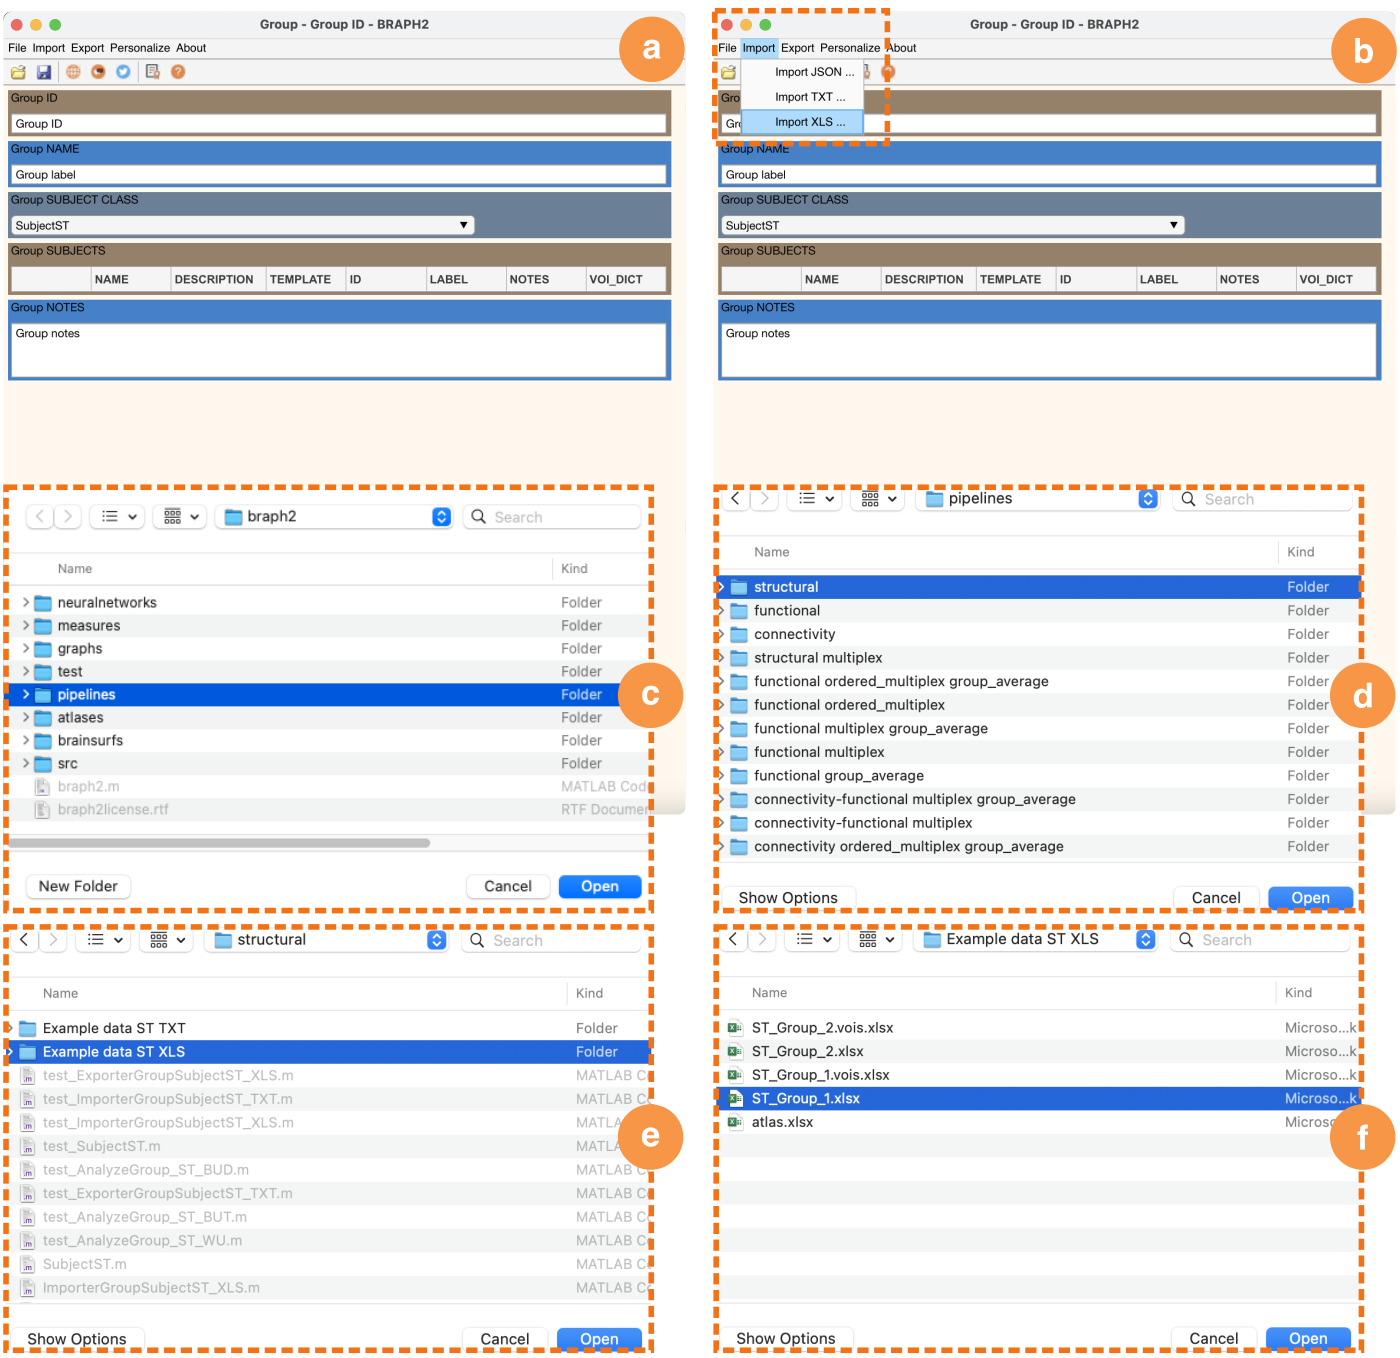 Group - Group ID - BRAPH2
a
File Import Export Personalize About
Group ID
Group ID
Group NAME
Group label
Group SUBJECT CLASS
SubjectST
Group SUBJECTS
NAME DESCRIPTION TEMPLATE ID LABEL NOTES VOI_DICT
Group NOTES
Group notes
Group - Group ID - BRAPH2
b
File Import Export Personalize About
Import JSON ...
Import TXT ...
Import XLS ...
Gro
Gr
Group NAME
Group label
Group SUBJECT CLASS
SubjectST
Group SUBJECTS
NAME DESCRIPTION TEMPLATE ID LABEL NOTES VOI_DICT
Group NOTES
Group notes
braph2 Search
Name Kind
neuralnetworks Folder
measures Folder
graphs Folder
test Folder
pipelines Folder
c
atlases Folder
brainsurfs Folder
src Folder
braph2.m MATLAB Cod
braph2license.rtf RTF Documen
New Folder Cancel Open
pipelines Search
Name Kind
structural Folder
functional Folder
connectivity Folder
structural multiplex Folder
functional ordered_multiplex group_average Folder
d
functional ordered_multiplex Folder
functional multiplex group_average Folder
functional multiplex Folder
functional group_average Folder
connectivity-functional multiplex group_average Folder
connectivity-functional multiplex Folder
connectivity ordered_multiplex group_average Folder
Show Options Cancel Open
structural Search
Name Kind
Example data ST TXT Folder
Example data ST XLS Folder
test_ExporterGroupSubjectST_XLS.m MATLAB C
test_ImporterGroupSubjectST_TXT.m MATLAB C
test_ImporterGroupSubjectST_XLS.m MATLA
e
test_SubjectST.m MATL
test_AnalyzeGroup_ST_BUD.m MATLAB C
test_ExporterGroupSubjectST_TXT.m MATLAB C
test_AnalyzeGroup_ST_BUT.m MATLAB C
test_AnalyzeGroup_ST_WU.m MATLAB C
SubjectST.m MATLAB C
ImporterGroupSubjectST_XLS.m MATLAB C
Show Options Cancel Open
Example data ST XLS Search
Name Kind
ST_Group_2.vois.xlsx Microso...k
ST_Group_2.xlsx Microso...k
ST_Group_1.vois.xlsx Microso...k
ST_Group_1.xlsx Microso...k
atlas.xlsx Micros
f
Show Options Cancel Open